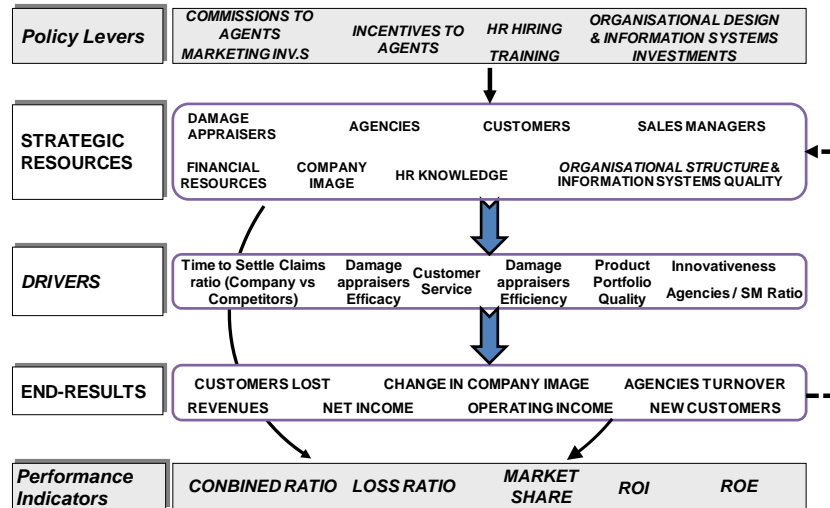 Policy Levers
COMMISSIONS TO
AGENTS
MARKETING INV.S
INCENTIVES TO
AGENTS
HR HIRING
TRAINING
ORGANISATIONAL DESIGN
& INFORMATION SYSTEMS
INVESTMENTS
STRATEGIC
RESOURCES
DAMAGE
APPRAISERS
AGENCIES
CUSTOMERS
SALES MANAGERS
FINANCIAL
RESOURCES
COMPANY
IMAGE
HR KNOWLEDGE
ORGANISATIONAL STRUCTURE &
INFORMATION SYSTEMS QUALITY
DRIVERS
Time to Settle Claims
ratio (Company vs
Competitors)
Damage
appraisers
Efficacy
Customer
Service
Damage
appraisers
Efficiency
Product
Portfolio
Quality
Innovativeness
Agencies / SM Ratio
END-RESULTS
CUSTOMERS LOST
CHANGE IN COMPANY IMAGE
AGENCIES TURNOVER
REVENUES
NET INCOME
OPERATING INCOME
NEW CUSTOMERS
Performance
Indicators
CONBINED RATIO
LOSS RATIO
MARKET
SHARE
ROI
ROE